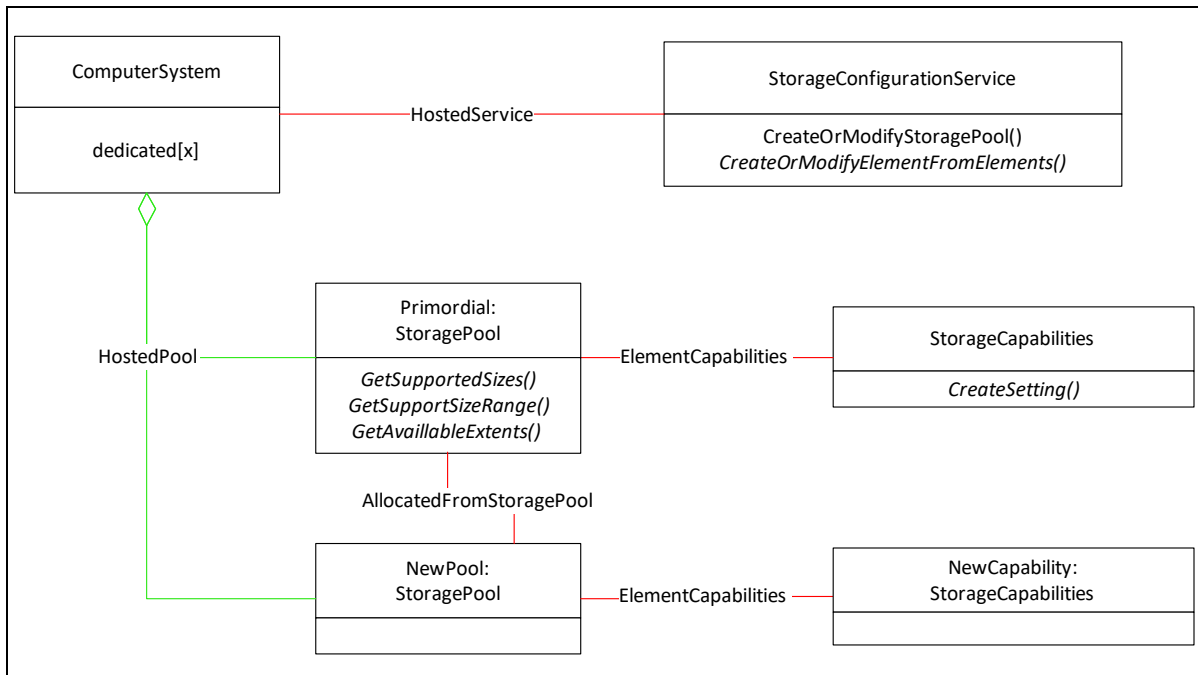 ComputerSystem
dedicated[x]
HostedService
StorageConfigurationService
CreateOrModifyStoragePool()
CreateOrModifyElementFromElements()
HostedPool
Primordial:
StoragePool
GetSupportedSizes()
GetSupportSizeRange()
GetAvaillableExtents()
ElementCapabilities
StorageCapabilities
CreateSetting()
AllocatedFromStoragePool
NewPool:
StoragePool
ElementCapabilities
NewCapability:
StorageCapabilities